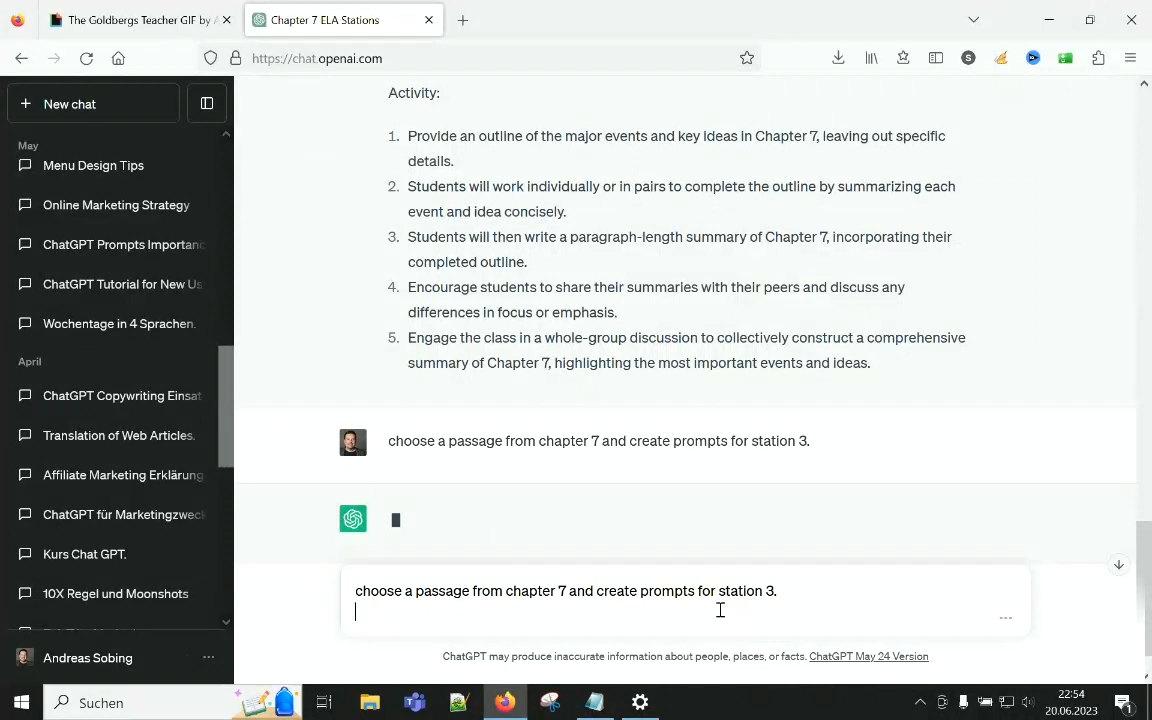 The Goldbergs Teacher GIF by A
Chapter 7 ELA Stations
https://chat.openai.com
S
New chat
May
Menu Design Tips
Online Marketing Strategy
ChatGPT Prompts Importanc
ChatGPT Tutorial for New Us
Wochentage in 4 Sprachen.
April
ChatGPT Copywriting Einsat
Translation of Web Articles.
Affiliate Marketing Erklärung
ChatGPT für Marketingzweck
Kurs Chat GPT.
10X Regel und Moonshots
Andreas Sobing
Activity:
1. Provide an outline of the major events and key ideas in Chapter 7, leaving out specific
details.
2. Students will work individually or in pairs to complete the outline by summarizing each
event and idea concisely.
3. Students will then write a paragraph-length summary of Chapter 7, incorporating their
completed outline.
4. Encourage students to share their summaries with their peers and discuss any
differences in focus or emphasis.
5. Engage the class in a whole-group discussion to collectively construct a comprehensive
summary of Chapter 7, highlighting the most important events and ideas.
choose a passage from chapter 7 and create prompts for station 3.
choose a passage from chapter 7 and create prompts for station 3.
ChatGPT may produce inaccurate information about people, places, or facts. ChatGPT May 24 Version
Suchen
22:54
20.06.2023
1